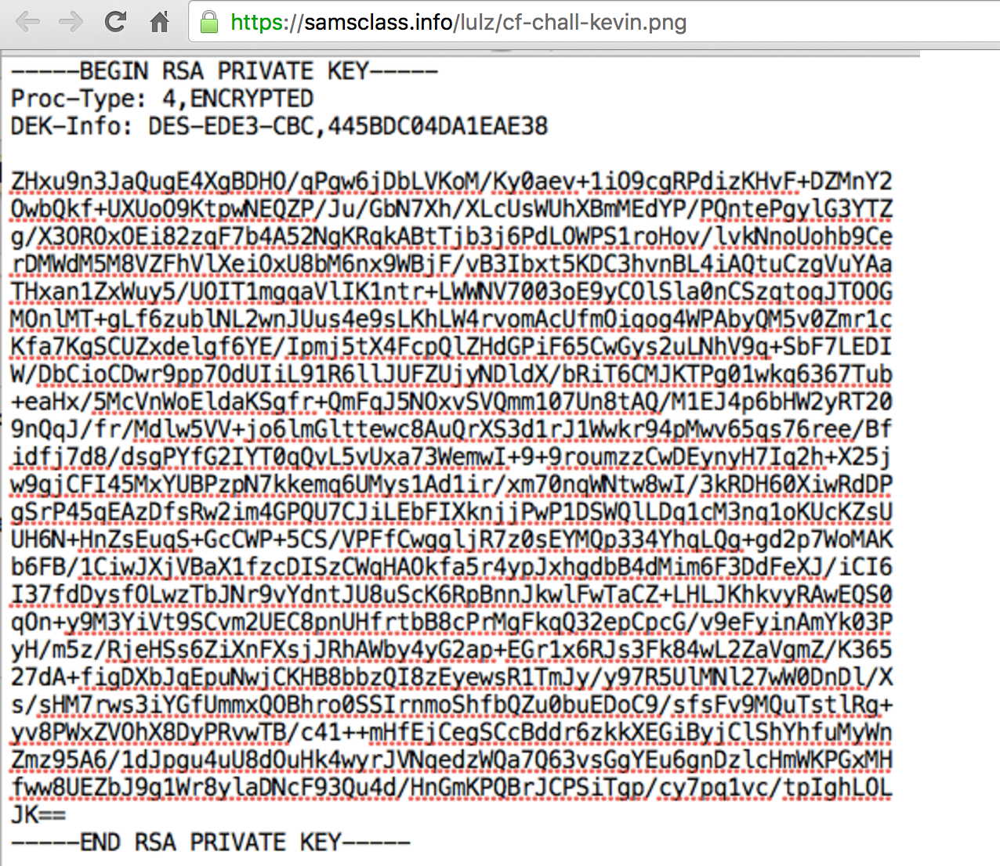 https://samsclass.info/lulz/cf-chall-kevin.png
-----BEGIN RSA PRIVATE KEY-----
Proc-Type: 4,ENCRYPTED
DEK-Info: DES-EDE3-CBC,445BDC04DA1EAE38
ZHxu9n3JaQugE4XgBDHO/qPgw6jDbLVKoM/Ky0aev+1iO9cgRPdizKHvF+DZMnY2
OwbQkf+UXUoO9KtpwNEQZP/Ju/GbN7Xh/XLcUsWUhXBmMEdYP/PQntePgylG3YTZ
g/X3OROxOEi82zqF7b4A52NgKRqkABtTjb3j6PdLOWPS1roHov/lvkNnoUohb9Ce
rDMWdM5M8VZFhVlXeiOxU8bM6nx9WBjF/vB3Ibxt5KDC3hvnBL4iAQtuCzgVuYAa
THxan1ZxWuy5/UOIT1mgqaVlIK1ntr+LWWNV7003oE9yCOlSla0nCSzqtoqJTOOG
MOnlMT+gLf6zublNL2wnJUus4e9sLKhLW4rvomAcUfmOiqog4WPAbyQM5v0Zmr1c
Kfa7KgSCUZxdelgf6YE/Ipmj5tX4FcpQlZHdGPiF65CwGys2uLNhV9q+SbF7LEDI
W/DbCioCDwr9pp7OdUIiL91R6llJUFZUjyNDldX/bRiT6CMJKTPg01wkq6367Tub
+eaHx/5McVnWoEldaKSgfr+QmFqJ5NOxvSVQmm107Un8tAQ/M1EJ4p6bHW2yRT20
9nQqJ/fr/Mdlw5VV+jo6lmGlttewc8AuQrXS3d1rJ1Wwkr94pMwv65qs76ree/Bf
idfj7d8/dsgPYfG2IYT0qQvL5vUxa73WemwI+9+9roumzzCwDEynyH7Iq2h+X25j
w9gjCFI45MxYUBPzpN7kkemq6UMys1Ad1ir/xm70nqWNtw8wI/3kRDH60XiwRdDP
gSrP45qEAzDfsRw2im4GPQU7CJiLEbFIXknjjPwP1DSWQlLDq1cM3nq1oKUcKZsU
UH6N+HnZsEuqS+GcCWP+5CS/VPFfCwggljR7z0sEYMQp334YhqLQg+gd2p7WoMAK
b6FB/1CiwJXjVBaX1fzcDISzCWqHAOkfa5r4ypJxhgdbB4dMim6F3DdFeXJ/iCI6
I37fdDysfOLwzTbJNr9vYdntJU8uScK6RpBnnJkwlFwTaCZ+LHLJKhkvyRAwEQS0
qOn+y9M3YiVt9SCvm2UEC8pnUHfrtbB8cPrMgFkqQ32epCpcG/v9eFyinAmYk03P
yH/m5z/RjeHSs6ZiXnFXsjJRhAWby4yG2ap+EGr1x6RJs3Fk84wL2ZaVgmZ/K365
27dA+figDXbJqEpuNwjCKHB8bbzQI8zEyewsR1TmJy/y97R5UlMNl27wW0DnDl/X
s/sHM7rws3iYGfUmmxQOBhro0SSIrnmoShfbQZu0buEDoC9/sfsFv9MQuTstlRg+
yv8PWxZVOhX8DyPRvwTB/c41++mHfEjCegSCcBddr6zkkXEGiByjClShYhfuMyWn
Zmz95A6/1dJpgu4uU8dOuHk4wyrJVNqedzWQa7Q63vsGgYEu6gnDzlcHmWKPGxMH
fww8UEZbJ9g1Wr8ylaDNcF93Qu4d/HnGmKPQBrJCPSiTgp/cy7pq1vc/tpIghLOL
JK==
-----END RSA PRIVATE KEY-----